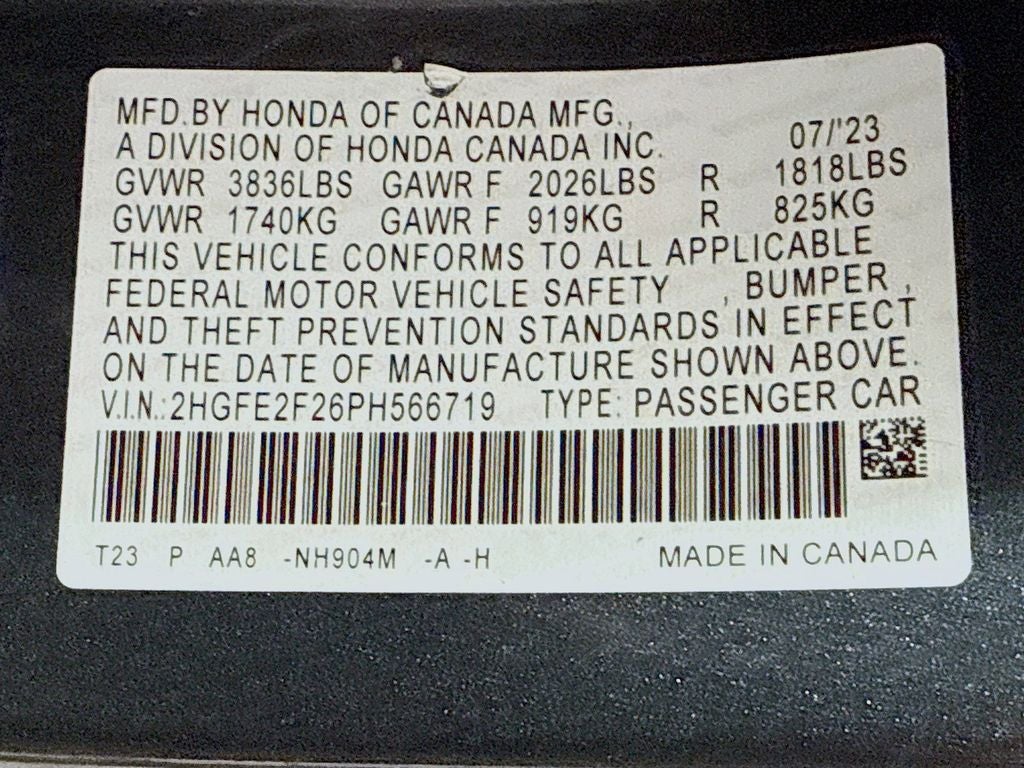 MFD.BY HONDA OF CANADA MFG.,
A DIVISION OF HONDA CANADA INC. 07/'23
GVWR 3836LBS GAWR F 2026LBS R 1818LBS
GVWR 1740KG GAWR F 919KG R 825KG
THIS VEHICLE CONFORMS TO ALL APPLICABLE
FEDERAL MOTOR VEHICLE SAFETY , BUMPER ,
AND THEFT PREVENTION STANDARDS IN EFFECT
ON THE DATE OF MANUFACTURE SHOWN ABOVE.
V.I.N.:2HGFE2F26PH566719 TYPE: PASSENGER CAR
T23 P AA8 -NH904M -A -H MADE IN CANADA